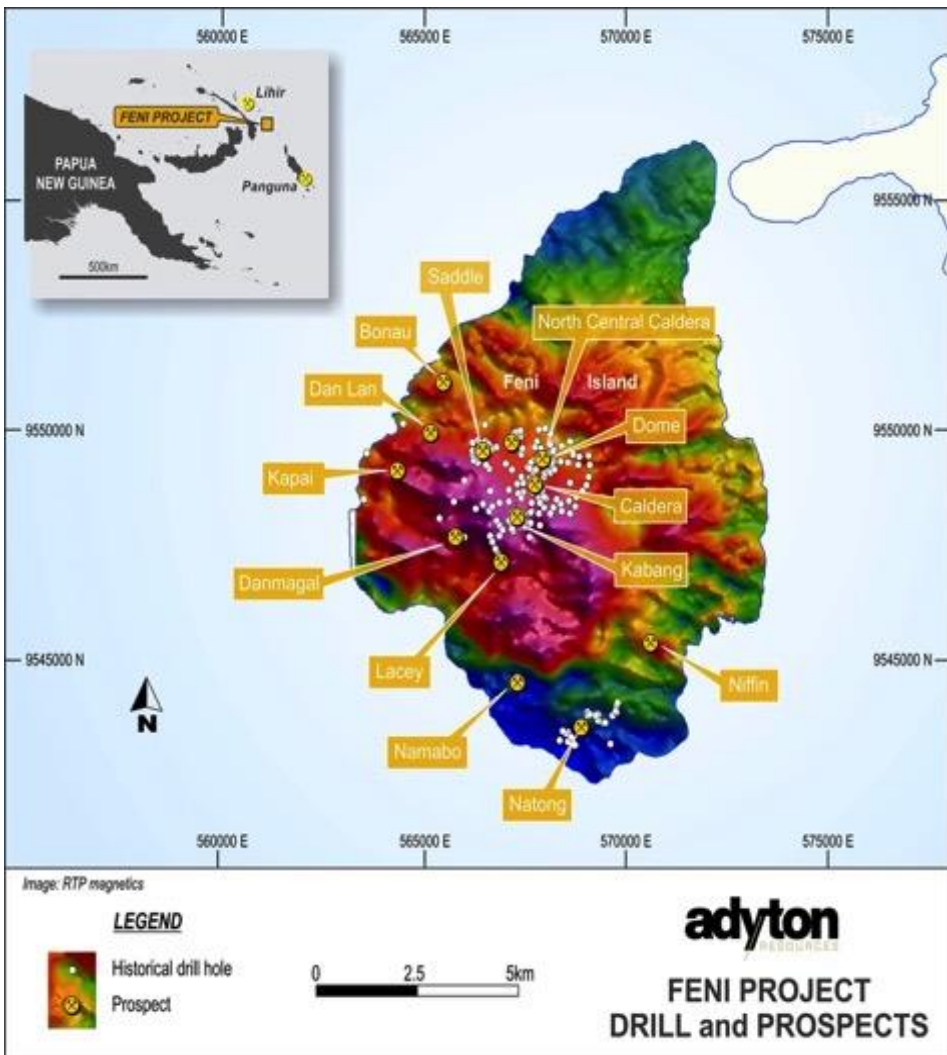 560000 E
565000 E
570000 E
575000 E
Lihir
FENI PROJECT
PAPUA
NEW GUINEA
Panguna
500km
9555000 N
9555000 N
Saddle
North Central Caldera
Bonau
Feni Island
Dan Lan
9550000 N
9550000 N
Dome
Kapai
Caldera
Danmagal
Kabang
Lacey
9545000 N
9545000 N
Niffin
N
Namabo
Natong
560000 E
565000 E
570000 E
575000 E
Image: RTP magnetics
LEGEND
Historical drill hole
Prospect
0 2.5 5km
adyton
RESOURCES
FENI PROJECT
DRILL and PROSPECTS